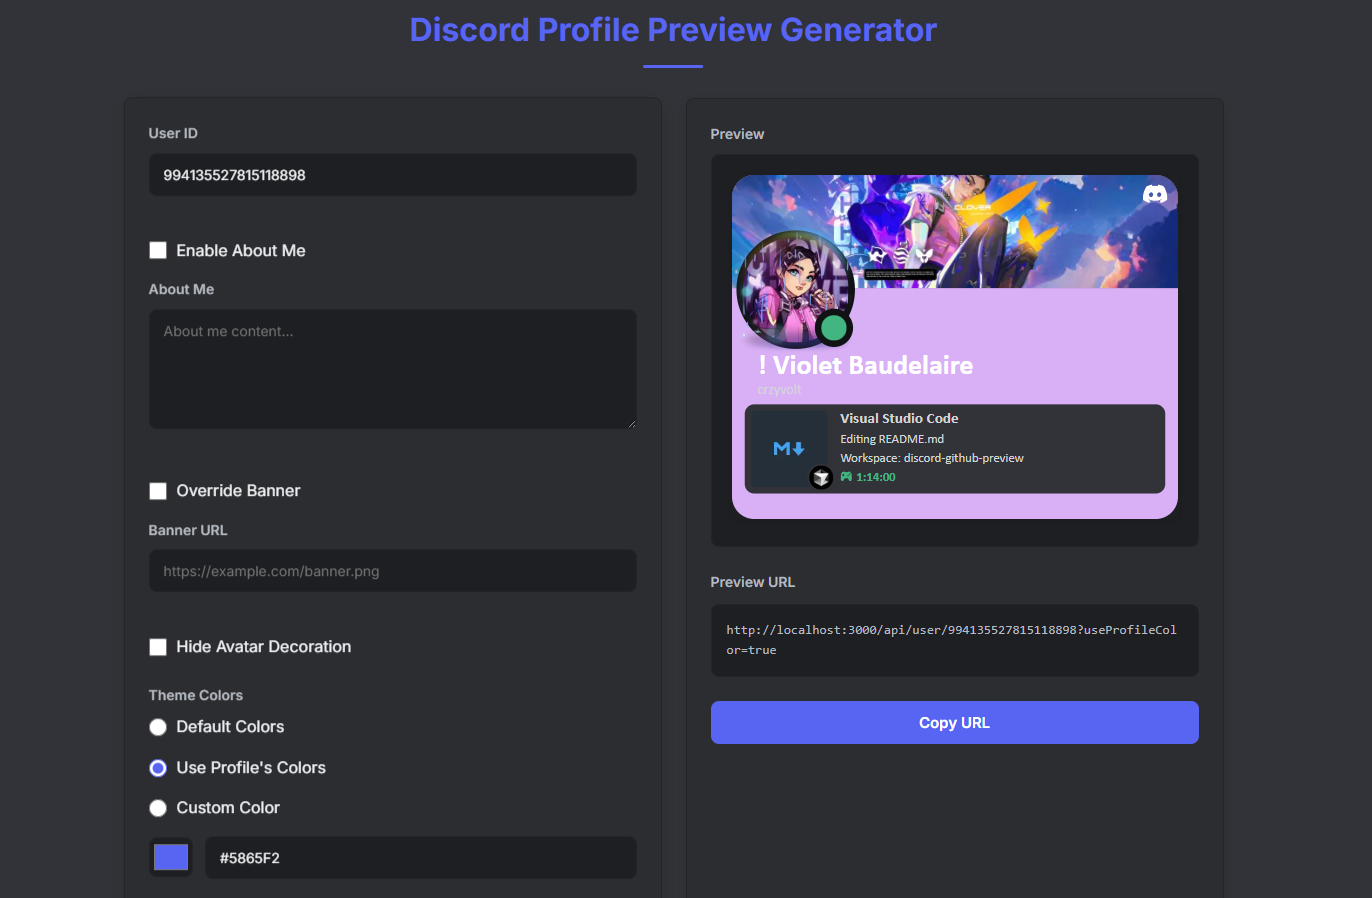 Discord Profile Preview Generator
User ID
994135527815118898
Enable About Me
About Me
About me content...
Override Banner
Banner URL
https://example.com/banner.png
Hide Avatar Decoration
Theme Colors
Default Colors
Use Profile's Colors
Custom Color
#5865F2
Preview
CLOVER
! Violet Baudelaire
crzyvolt
M
Visual Studio Code
Editing README.md
Workspace: discord-github-preview
1:14:00
Preview URL
http://localhost:3000/api/user/994135527815118898?useProfileCol
or=true
Copy URL